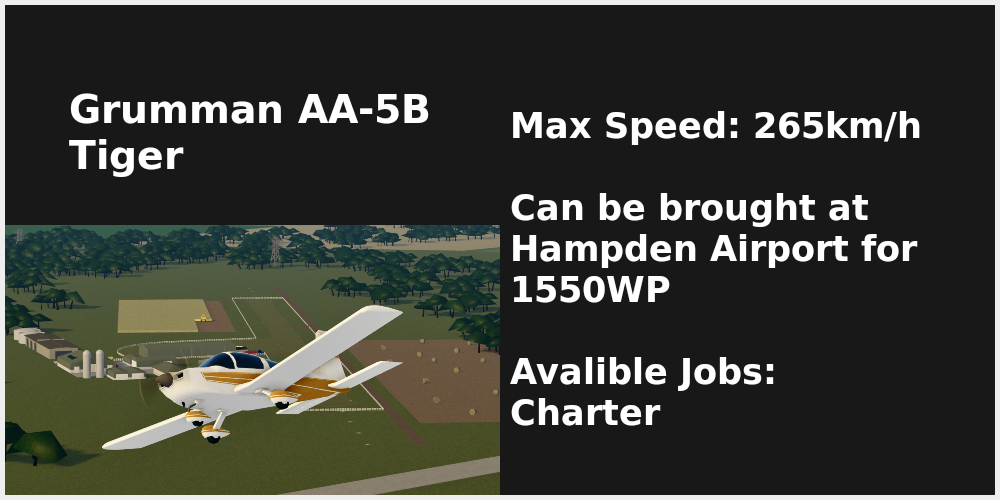 Grumman AA-5B
Tiger
Max Speed: 265km/h
Can be brought at
Hampden Airport for
1550WP
Avalible Jobs:
Charter